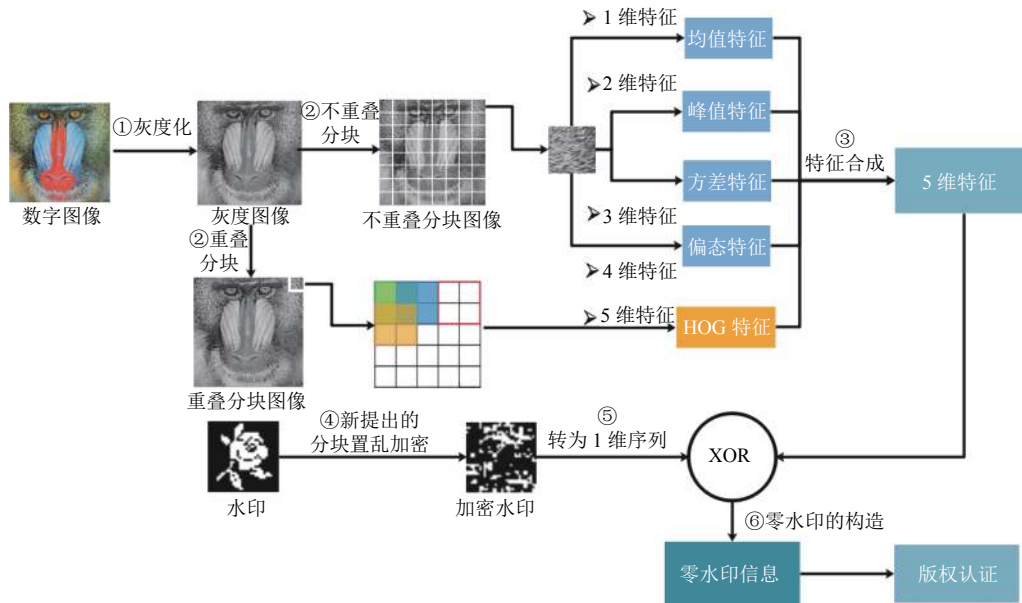 ➢ 1 维特征
均值特征
➢ 2 维特征
峰值特征
①灰度化
②不重叠
分块
③
特征合成
方差特征
5 维特征
数字图像
灰度图像
不重叠分块图像
➢ 3 维特征
偏态特征
②重叠
分块
➢ 4 维特征
➢ 5 维特征
HOG 特征
重叠分块图像
④新提出的
分块置乱加密
⑤
转为 1 维序列
XOR
水印
加密水印
⑥零水印的构造
零水印信息
版权认证